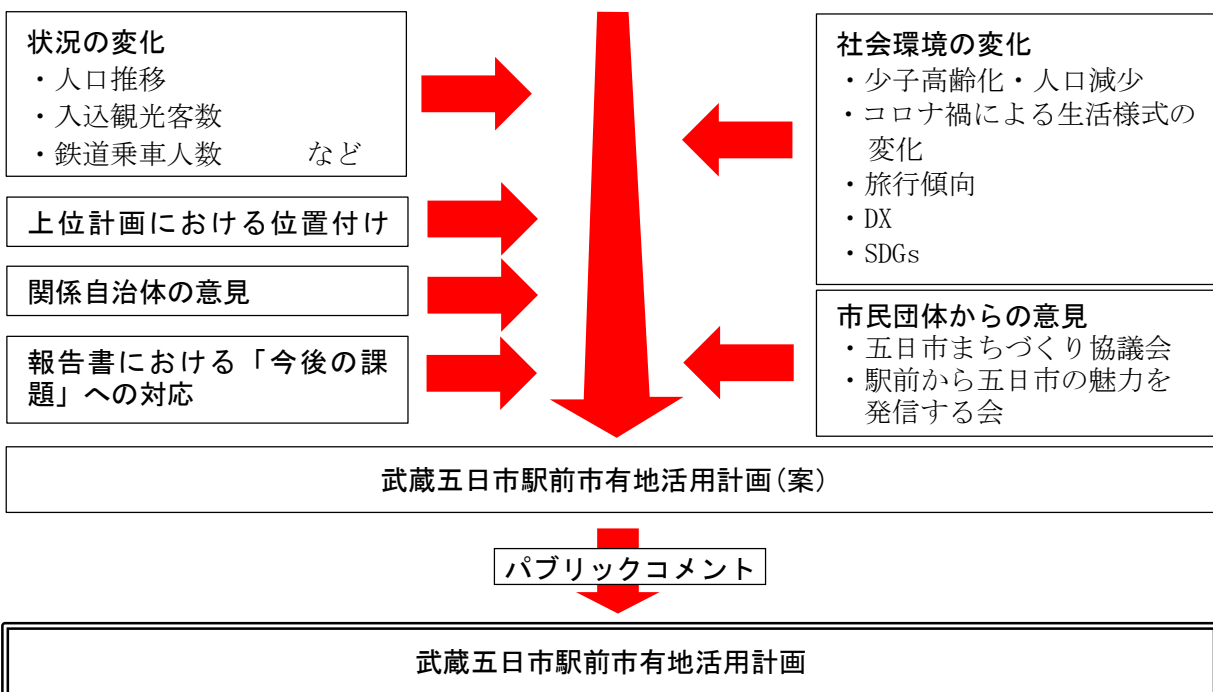 状況の変化
・人口推移
・入込観光客数
・鉄道乗車人数　　　など
上位計画における位置付け
関係自治体の意見
報告書における「今後の課
題」への対応
社会環境の変化
・少子高齢化・人口減少
・コロナ禍による生活様式の
変化
・旅行傾向
・DX
・SDGs
市民団体からの意見
・五日市まちづくり協議会
・駅前から五日市の魅力を
発信する会
武蔵五日市駅前市有地活用計画(案)
パブリックコメント
武蔵五日市駅前市有地活用計画